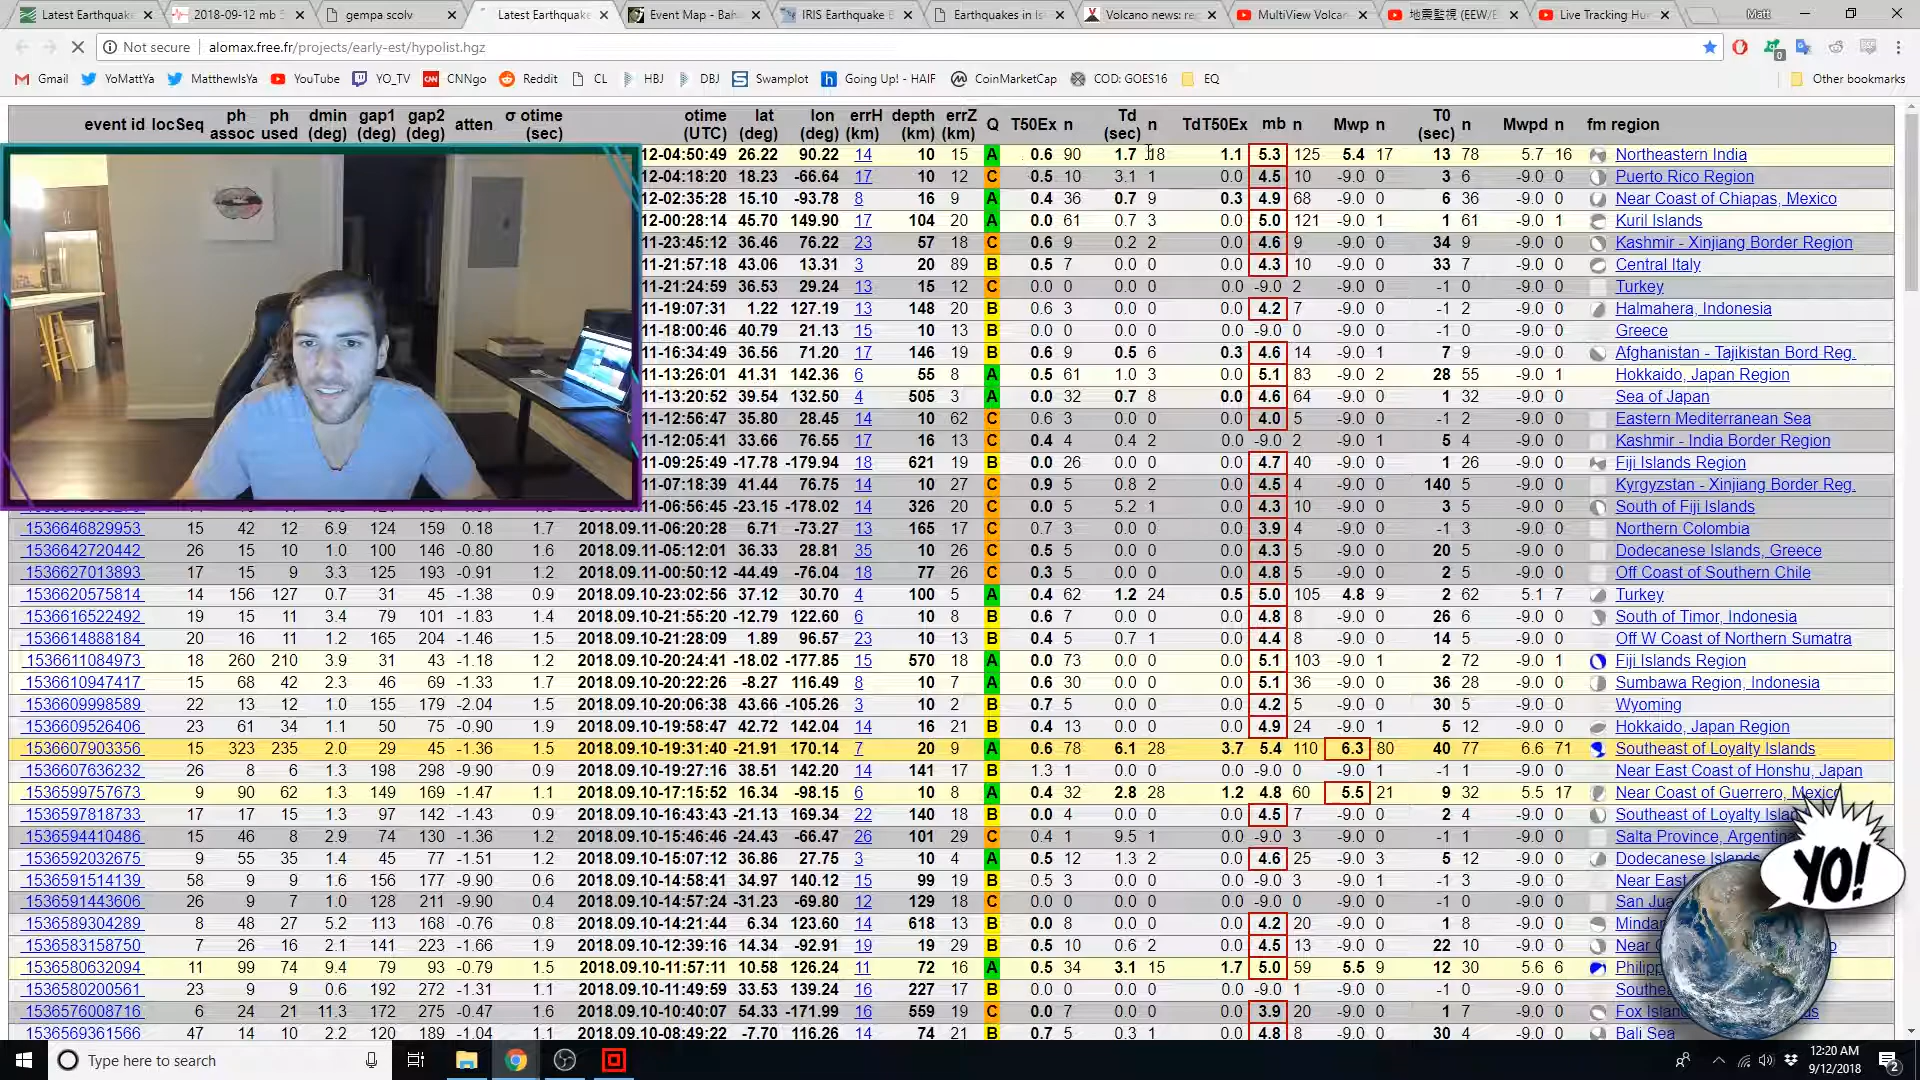 Latest Earthquake
2018-09-12 mb 5
gempa scolv
Latest Earthquake
Event Map - Bah
IRIS Earthquake B
Earthquakes in Is
Volcano news: re
MultiView Volcan
地震監視 (EEW/E
Live Tracking Hu
Matt
Not secure alomax.free.fr/projects/early-est/hypolist.hgz
Gmail YoMattYa MatthewIsYa YouTube YO_TV CNNgo Reddit CL HBJ DBJ Swamplot Going Up! - HAIF CoinMarketCap COD: GOES16 EQ Other bookmarks
event id locSeq ph assoc ph used dmin (deg) gap1 (deg) gap2 (deg) atten σ otime (sec) otime (UTC) lat (deg) lon (deg) errH (km) depth (km) errZ (km) Q T50Ex n Td (sec) n TdT50Ex mb n Mwp n T0 (sec) n Mwpd n fm region
12-04:50:49 26.22 90.22 14 10 15 A 0.6 90 1.7 18 1.1 5.3 125 5.4 17 13 78 5.7 16 Northeastern India
12-04:18:20 18.23 -66.64 17 10 12 C 0.5 10 3.1 1 0.0 4.5 10 -9.0 0 3 6 -9.0 0 Puerto Rico Region
12-02:35:28 15.10 -93.78 8 16 9 A 0.4 36 0.7 9 0.3 4.9 68 -9.0 0 6 36 -9.0 0 Near Coast of Chiapas, Mexico
12-00:28:14 45.70 149.90 17 104 20 A 0.0 61 0.7 3 0.0 5.0 121 -9.0 1 1 61 -9.0 0 Kuril Islands
11-23:45:12 36.46 76.22 23 57 18 C 0.6 9 0.2 2 0.0 4.6 9 -9.0 0 34 9 -9.0 0 Kashmir - Xinjiang Border Region
11-21:57:18 43.06 13.31 3 20 89 B 0.5 7 0.0 0 0.0 4.3 10 -9.0 0 33 7 -9.0 0 Central Italy
11-21:24:59 36.53 29.24 13 15 12 C 0.0 0 0.0 0 0.0 -9.0 2 -9.0 0 -1 0 -9.0 0 Turkey
11-19:07:31 1.22 127.19 13 148 20 B 0.6 3 0.0 0 0.0 4.2 7 -9.0 0 -1 2 -9.0 0 Halmahera, Indonesia
11-18:00:46 40.79 21.13 15 10 13 B 0.0 0 0.0 0 0.0 -9.0 0 -9.0 0 -1 0 -9.0 0 Greece
11-16:34:49 36.56 71.20 17 146 19 B 0.6 9 0.5 6 0.3 4.6 14 -9.0 1 7 9 -9.0 0 Afghanistan - Tajikistan Bord Reg.
11-13:26:01 41.31 142.36 6 55 8 A 0.5 61 1.0 3 0.0 5.1 83 -9.0 2 28 55 -9.0 1 Hokkaido, Japan Region
11-13:20:52 39.54 132.50 4 505 3 A 0.0 32 0.7 8 0.0 4.6 64 -9.0 0 1 32 -9.0 0 Sea of Japan
11-12:56:47 35.80 28.45 14 10 62 C 0.6 3 0.0 0 0.0 4.0 5 -9.0 0 -1 2 -9.0 0 Eastern Mediterranean Sea
11-12:05:41 33.66 76.55 17 16 13 C 0.4 4 0.4 2 0.0 -9.0 2 -9.0 1 5 4 -9.0 0 Kashmir - India Border Region
11-09:25:49 -17.78 -179.94 18 621 19 B 0.0 26 0.0 0 0.0 4.7 40 -9.0 0 1 26 -9.0 0 Fiji Islands Region
11-07:18:39 41.44 76.75 14 10 27 C 0.9 5 0.8 2 0.0 4.5 4 -9.0 0 140 5 -9.0 0 Kyrgyzstan - Xinjiang Border Reg.
11-06:56:45 -23.15 -178.02 14 326 20 C 0.0 5 5.2 1 0.0 4.3 10 -9.0 0 3 5 -9.0 0 South of Fiji Islands
1536646829953 15 42 12 6.9 124 159 0.18 1.7 2018.09.11-06:20:28 6.71 -73.27 13 165 17 C 0.7 3 0.0 0 0.0 3.9 4 -9.0 0 -1 3 -9.0 0 Northern Colombia
1536642720442 26 15 10 1.0 100 146 -0.80 1.6 2018.09.11-05:12:01 36.33 28.81 35 10 26 C 0.5 5 0.0 0 0.0 4.3 5 -9.0 0 20 5 -9.0 0 Dodecanese Islands, Greece
1536627013893 17 15 9 3.3 125 193 -0.91 1.2 2018.09.11-00:50:12 -44.49 -76.04 18 77 26 C 0.3 5 0.0 0 0.0 4.8 5 -9.0 0 2 5 -9.0 0 Off Coast of Southern Chile
1536620575814 14 156 127 0.7 31 45 -1.38 0.9 2018.09.10-23:02:56 37.12 30.70 4 100 5 A 0.4 62 1.2 24 0.5 5.0 105 4.8 9 2 62 5.1 7 Turkey
1536616522492 19 15 11 3.4 79 101 -1.83 1.2 2018.09.10-21:55:20 -12.79 122.60 6 10 8 B 0.6 7 0.0 0 0.0 4.8 8 -9.0 0 26 6 -9.0 0 South of Timor, Indonesia
1536614888184 20 16 11 1.2 165 204 -1.46 1.5 2018.09.10-21:28:09 1.89 96.57 23 10 13 B 0.4 5 0.7 1 0.0 4.4 8 -9.0 0 14 5 -9.0 0 Off W Coast of Northern Sumatra
1536611084973 18 260 210 3.9 31 43 -1.18 1.2 2018.09.10-20:24:41 -18.02 -177.85 15 570 18 A 0.0 73 0.0 0 0.0 5.1 103 -9.0 1 2 72 -9.0 1 Fiji Islands Region
1536610947417 15 68 42 2.3 46 69 -1.33 1.7 2018.09.10-20:22:26 -8.27 116.49 8 10 7 A 0.6 30 0.0 0 0.0 5.1 36 -9.0 0 36 28 -9.0 0 Sumbawa Region, Indonesia
1536609998589 22 13 12 1.0 155 179 -2.04 1.5 2018.09.10-20:06:38 43.66 -105.26 3 10 2 B 0.7 5 0.0 0 0.0 4.2 5 -9.0 0 30 5 -9.0 0 Wyoming
1536609526406 23 61 34 1.1 50 75 -0.90 1.9 2018.09.10-19:58:47 42.72 142.04 14 16 21 B 0.4 13 0.0 0 0.0 4.9 24 -9.0 1 5 12 -9.0 0 Hokkaido, Japan Region
1536607903356 15 323 235 2.0 29 45 -1.36 1.5 2018.09.10-19:31:40 -21.91 170.14 7 20 9 A 0.6 78 6.1 28 3.7 5.4 110 6.3 80 40 77 6.6 71 Southeast of Loyalty Islands
1536607636232 26 8 6 1.3 198 298 -9.90 0.9 2018.09.10-19:27:16 38.51 142.20 14 141 17 B 1.3 1 0.0 0 0.0 -9.0 0 -9.0 1 -1 1 -9.0 0 Near East Coast of Honshu, Japan
1536599757673 9 90 62 1.3 149 169 -1.47 1.1 2018.09.10-17:15:52 16.34 -98.15 6 10 8 A 0.4 32 2.8 28 1.2 4.8 60 5.5 21 9 32 5.5 17 Near Coast of Guerrero, Mexico
1536597818733 17 17 15 1.3 97 142 -1.43 0.9 2018.09.10-16:43:43 -21.13 169.34 22 140 18 B 0.0 4 0.0 0 0.0 4.5 7 -9.0 0 2 4 -9.0 0 Southeast of Loyalty Islan
1536594410486 15 46 8 2.9 74 130 -1.36 1.2 2018.09.10-15:46:46 -24.43 -66.47 26 101 29 C 0.4 1 9.5 1 0.0 -9.0 3 -9.0 0 -1 1 -9.0 0 Salta Province, Argentina
1536592032675 9 55 35 1.4 45 77 -1.51 1.2 2018.09.10-15:07:12 36.86 27.75 3 10 4 A 0.5 12 1.3 2 0.0 4.6 25 -9.0 3 5 12 -9.0 0 Dodecanese Islands
1536591514139 58 9 9 1.6 156 177 -9.90 0.6 2018.09.10-14:58:41 34.97 140.12 15 99 19 B 0.5 3 0.0 0 0.0 -9.0 3 -9.0 1 -1 3 -9.0 0 Near East
1536591443606 26 9 7 1.0 128 211 -9.90 0.4 2018.09.10-14:57:24 -31.23 -69.80 12 129 18 C 0.0 0 0.0 0 0.0 -9.0 0 -9.0 0 -1 0 -9.0 0 San Jua
1536589304289 8 48 27 5.2 113 168 -0.76 0.8 2018.09.10-14:21:44 6.34 123.60 14 618 13 B 0.0 8 0.0 0 0.0 4.2 20 -9.0 0 1 8 -9.0 0 Mindan
1536583158750 7 26 16 2.1 141 223 -1.66 1.9 2018.09.10-12:39:16 14.34 -92.91 19 19 29 B 0.5 10 0.6 2 0.0 4.5 13 -9.0 0 22 10 -9.0 0 Near C
1536580632094 11 99 74 9.4 79 93 -0.79 1.5 2018.09.10-11:57:11 10.58 126.24 11 72 16 A 0.5 34 3.1 15 1.7 5.0 59 5.5 9 12 30 5.6 6 Philipp
1536580200561 23 9 9 0.6 192 272 -1.31 1.1 2018.09.10-11:49:59 33.53 139.24 16 227 17 B 0.0 0 0.0 0 0.0 -9.0 1 -9.0 0 -1 0 -9.0 0 Southe
1536576008716 6 24 21 11.3 172 275 -0.47 1.6 2018.09.10-10:40:07 54.33 -171.99 16 559 19 C 0.0 7 0.0 0 0.0 3.9 20 -9.0 0 1 7 -9.0 0 Fox Islan
1536569361566 47 14 10 2.2 120 189 -1.04 1.1 2018.09.10-08:49:22 -7.70 116.26 14 74 21 B 0.7 5 0.3 1 0.0 4.8 8 -9.0 0 30 4 -9.0 0 Bali Sea
YO!
Type here to search
12:20 AM
9/12/2018
2